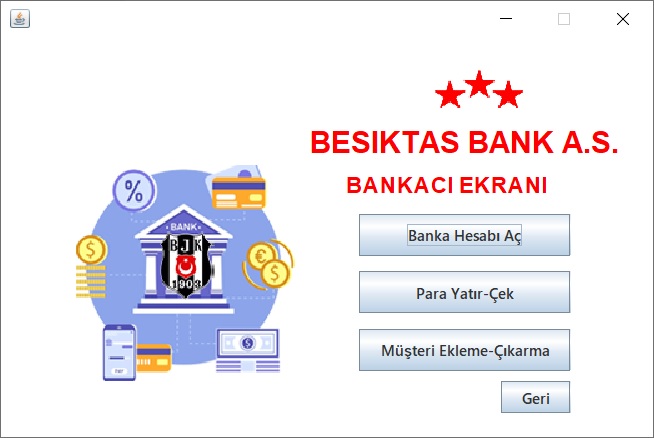 BESIKTAS BANK A.S.
BANKACI EKRANI
%
BANK
BJK
1903
$
€
$
$
Banka Hesabı Aç
Para Yatır-Çek
Müşteri Ekleme-Çıkarma
Geri